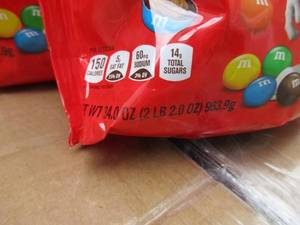 150 5g 60mg 14g
CALORIES SAT FAT SODIUM TOTAL
SUGARS
NET WT 34.0 OZ (2 LB 2.0 OZ) 963.9g
m
m
m